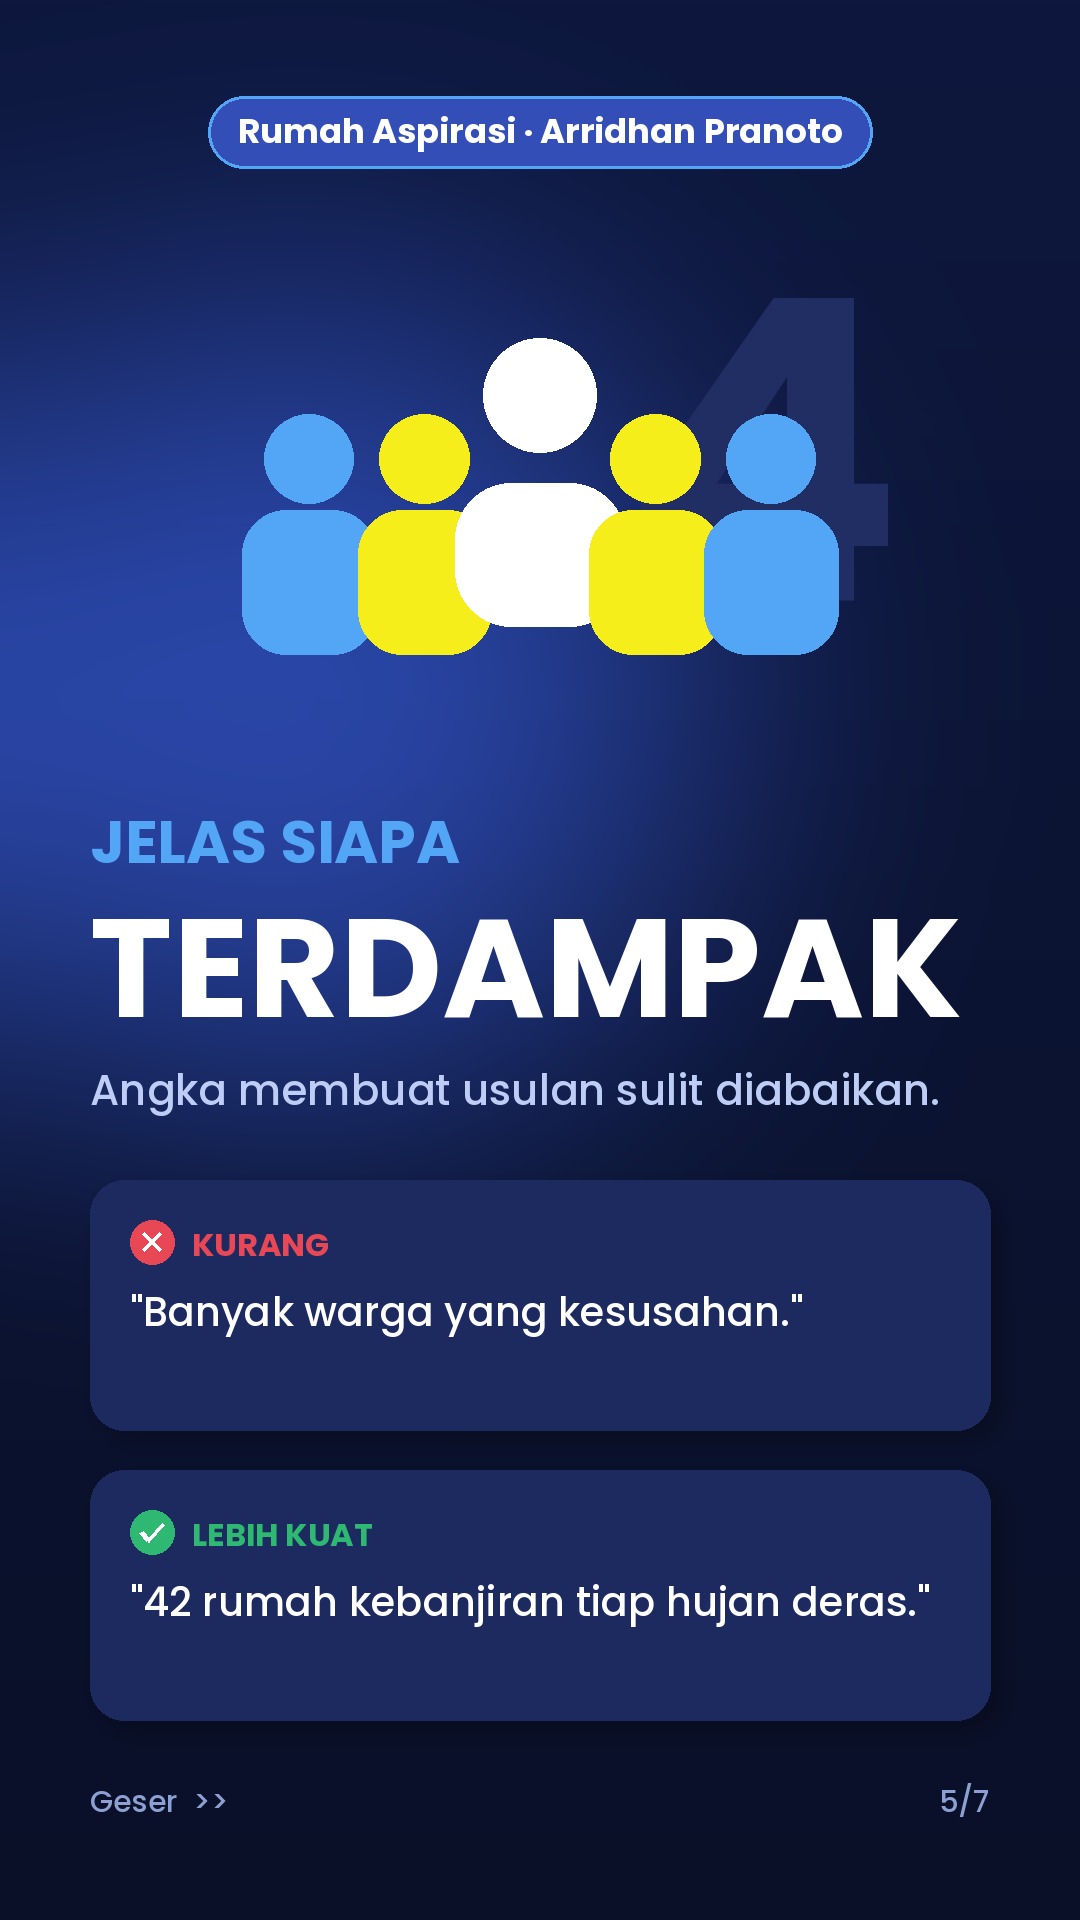 Rumah Aspirasi · Arridhan Pranoto
4
JELAS SIAPA
TERDAMPAK
Angka membuat usulan sulit diabaikan.
KURANG
"Banyak warga yang kesusahan."
LEBIH KUAT
"42 rumah kebanjiran tiap hujan deras."
Geser >>
5/7